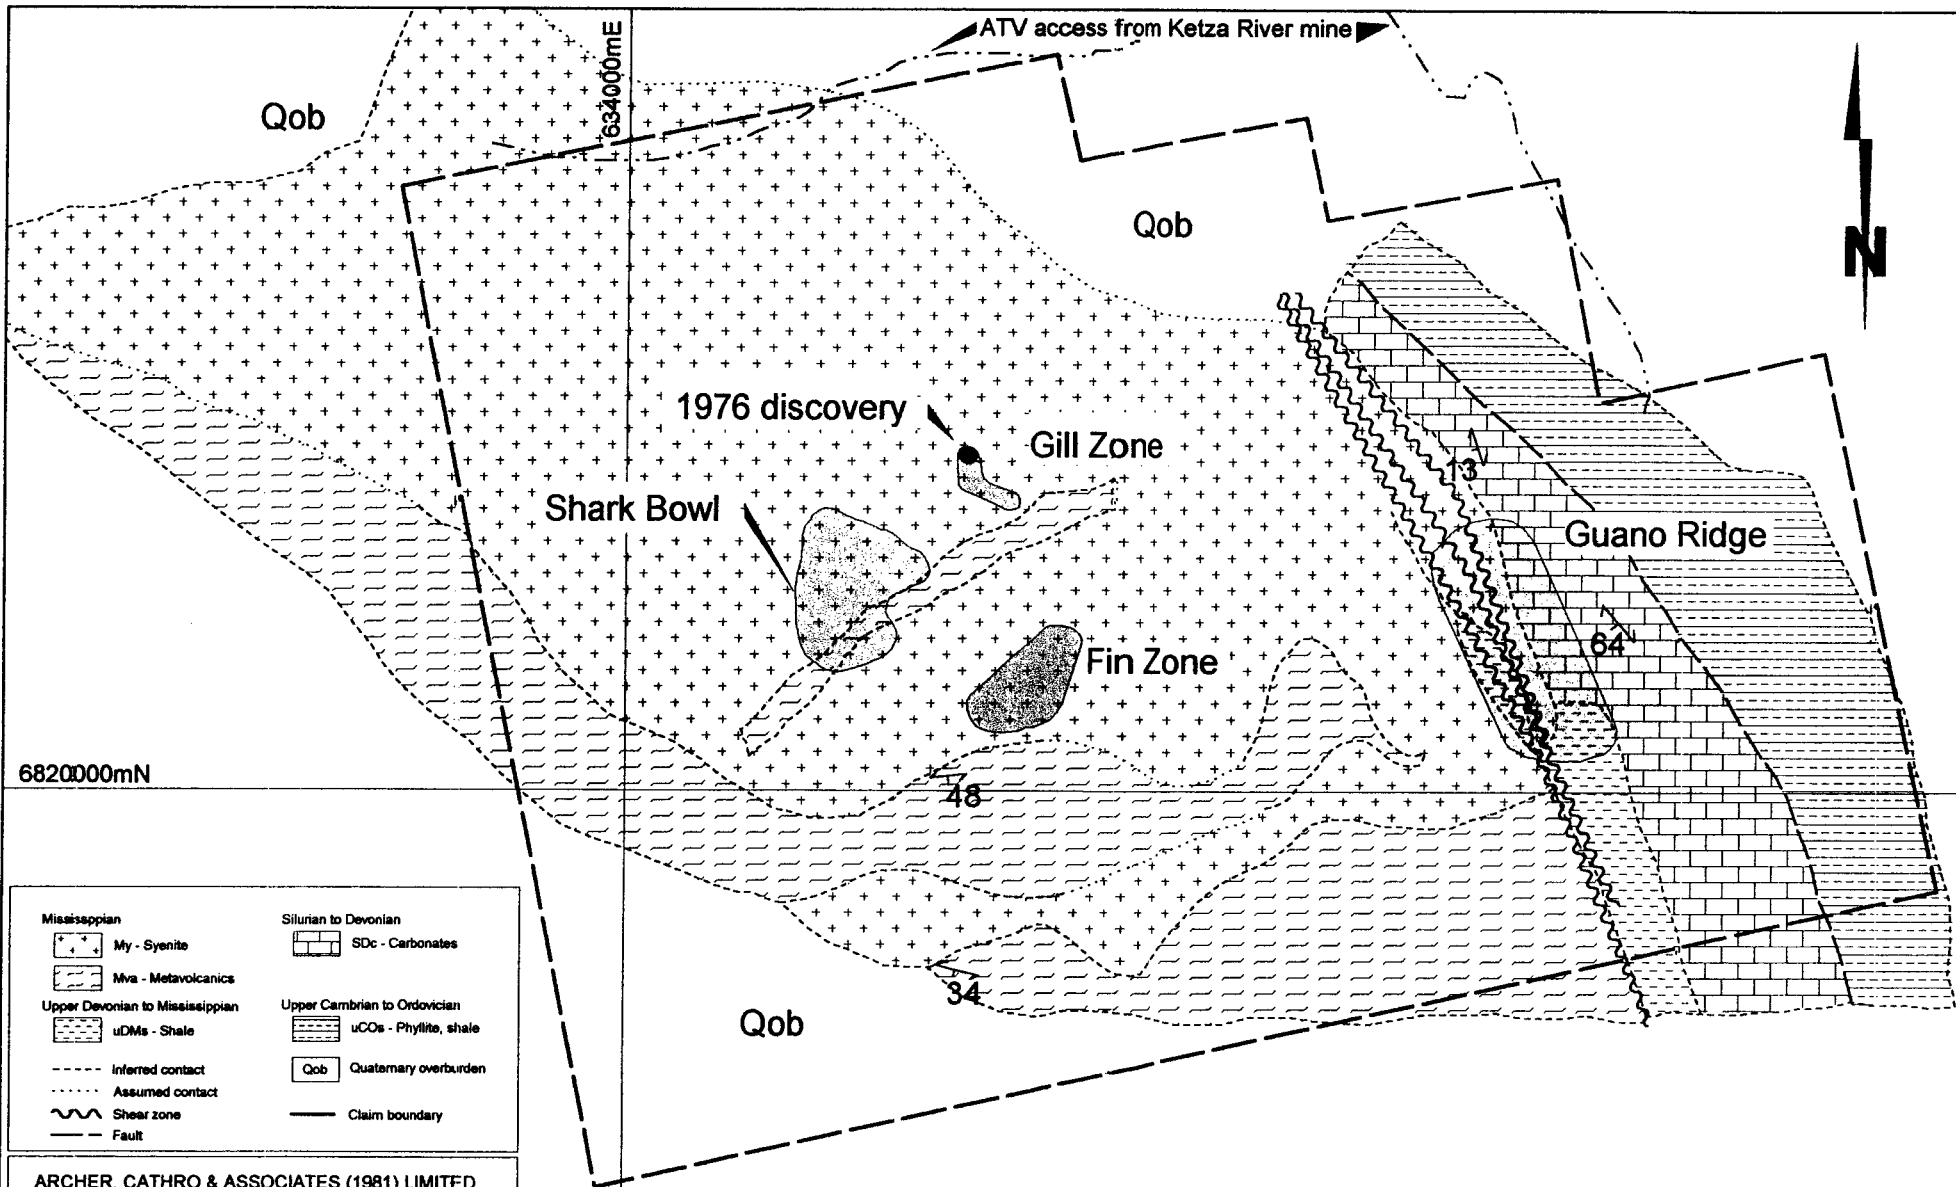 ATV access from Ketza River mine
634000mE
Qob
Qob
N
1976 discovery
Gill Zone
13
Shark Bowl
Guano Ridge
64
Fin Zone
6820000mN
48
34
Qob
Mississppian
My - Syenite
Mva - Metavolcanics
Upper Devonian to Mississippian
uDMs - Shale
Inferred contact
Assumed contact
Shear zone
Fault
Silurian to Devonian
SDc - Carbonates
Upper Cambrian to Ordovician
uCOs - Phyllite, shale
Qob Quaternary overburden
Claim boundary
ARCHER, CATHRO & ASSOCIATES (1981) LIMITED